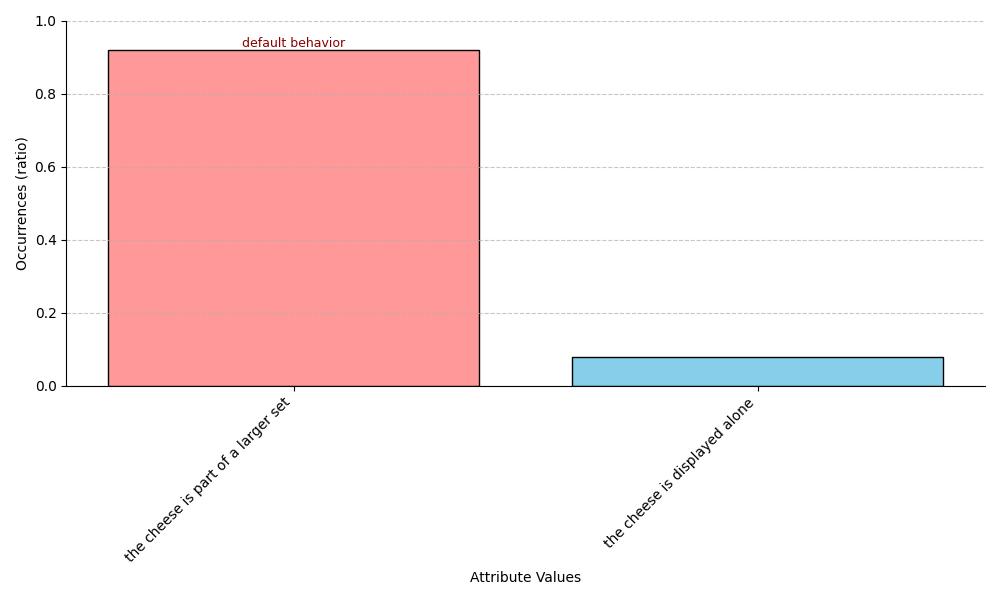 1.0
default behavior
0.8
0.6
0.4
0.2
0.0
Occurrences (ratio)
the cheese is part of a larger set
the cheese is displayed alone
Attribute Values